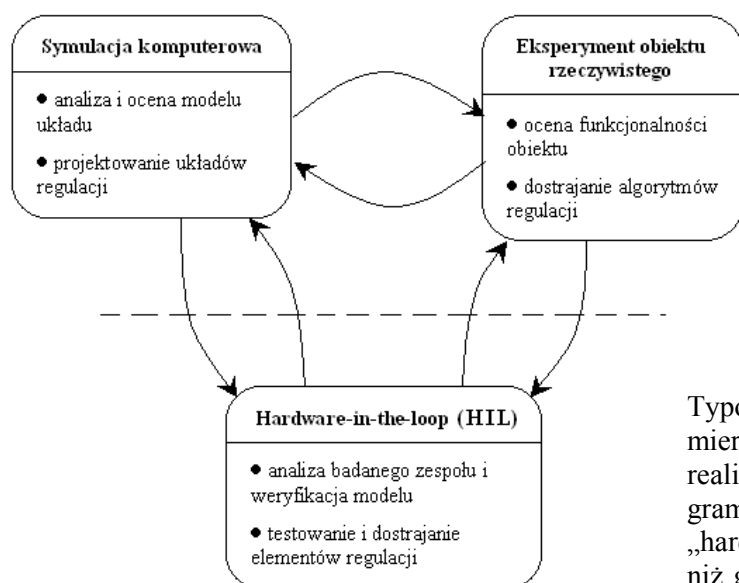 Symulacja komputerowa
● analiza i ocena modelu
układu
● projektowanie układów
regulacji
Eksperyment obiektu
rzeczywistego
● ocena funkcjonalności
obiektu
● dostrajanie algorytmów
regulacji
Hardware-in-the-loop (HIL)
● analiza badanego zespołu i
weryfikacja modelu
● testowanie i dostrajanie
elementów regulacji
Typo
mier
reali
gram
„hard
niż g